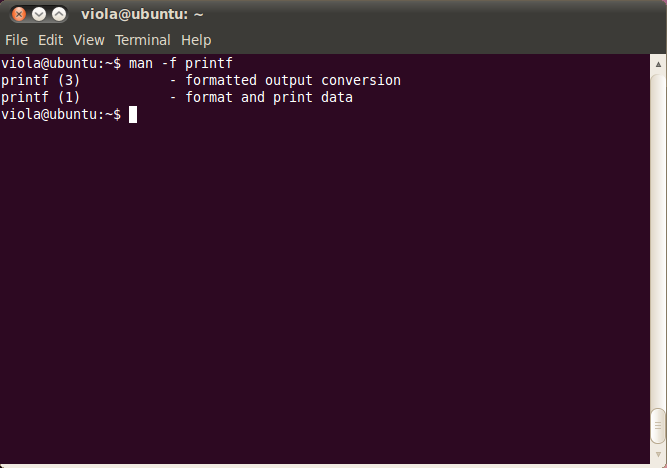 viola@ubuntu: ~
File Edit View Terminal Help
viola@ubuntu:~$ man -f printf
printf (3)           - formatted output conversion
printf (1)           - format and print data
viola@ubuntu:~$